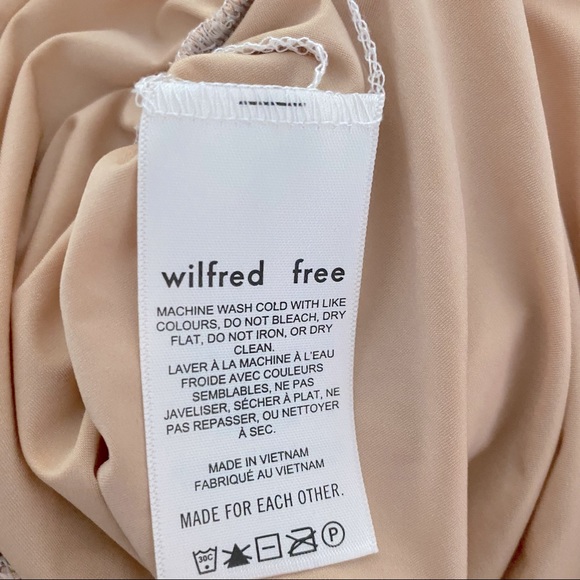 wilfred free
MACHINE WASH COLD WITH LIKE
COLOURS, DO NOT BLEACH, DRY
FLAT, DO NOT IRON, OR DRY
CLEAN.
LAVER À LA MACHINE À L'EAU
FROIDE AVEC COULEURS
SEMBLABLES, NE PAS
JAVELISER, SÉCHER À PLAT, NE
PAS REPASSER, OU NETTOYER
À SEC.
MADE IN VIETNAM
FABRIQUÉ AU VIETNAM
MADE FOR EACH OTHER.
30C P